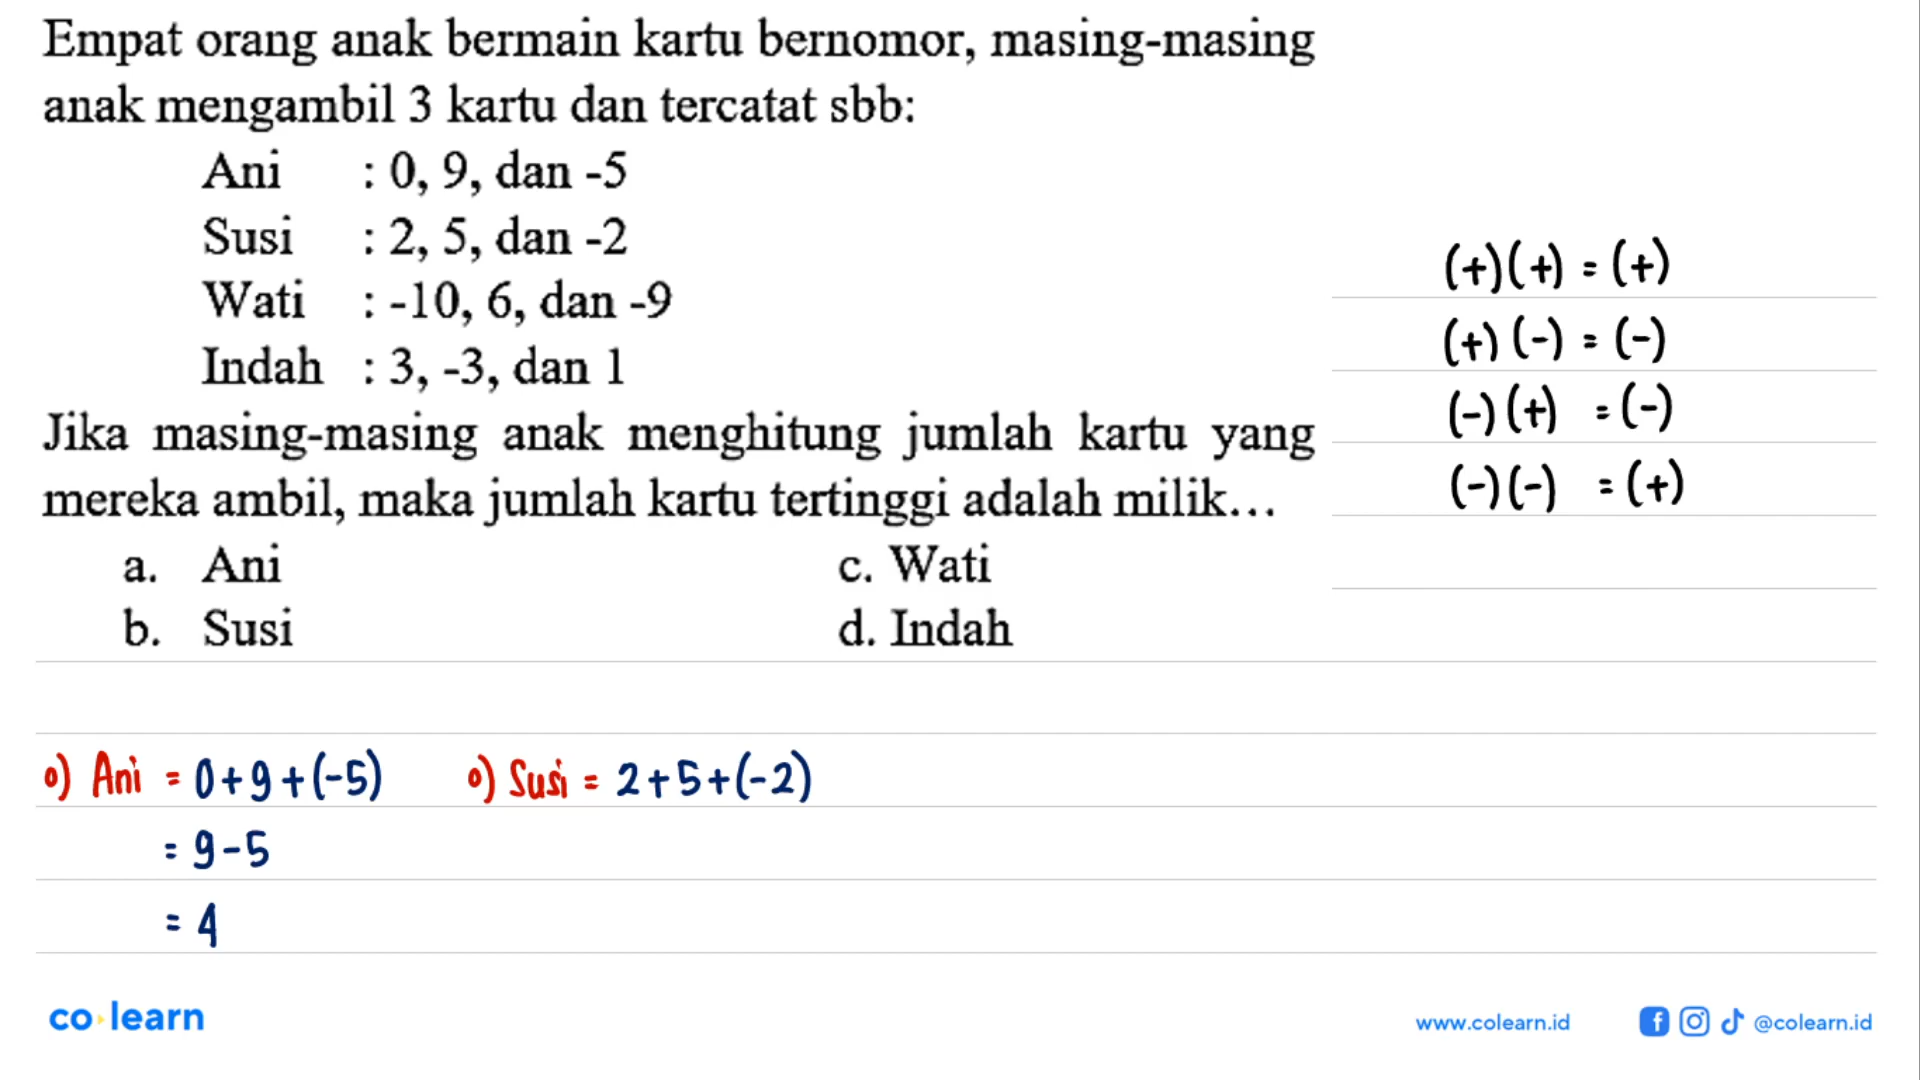 Empat orang anak bermain kartu bernomor, masing-masing
anak mengambil 3 kartu dan tercatat sbb:
Ani : 0, 9, dan -5
Susi : 2, 5, dan -2
Wati : -10, 6, dan -9
Indah : 3, -3, dan 1
Jika masing-masing anak menghitung jumlah kartu yang
mereka ambil, maka jumlah kartu tertinggi adalah milik...
a. Ani c. Wati
b. Susi d. Indah
(+)(+) = (+)
(+)(-) = (-)
(-)(+) = (-)
(-)(-) = (+)
o) Ani = 0+9+(-5) o) Susi = 2+5+(-2)
= 9-5
= 4
co learn
www.colearn.id @colearn.id